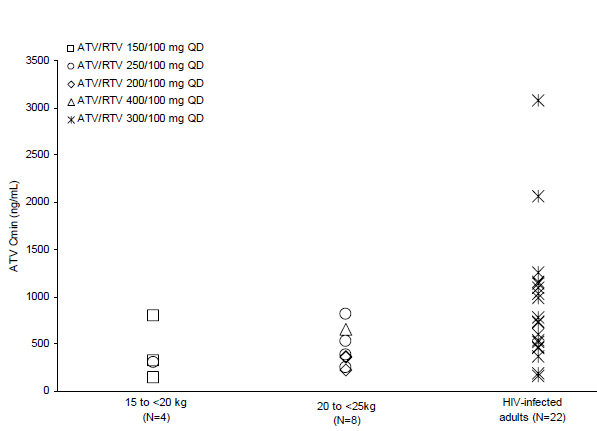 ATV/RTV 150/100 mg QD
ATV/RTV 250/100 mg QD
ATV/RTV 200/100 mg QD
ATV/RTV 400/100 mg QD
ATV/RTV 300/100 mg QD
3500
3000
2500
2000
1500
1000
500
0
ATV Cmin (ng/mL)
15 to <20 kg
(N=4)
20 to <25kg
(N=8)
HIV-infected
adults (N=22)